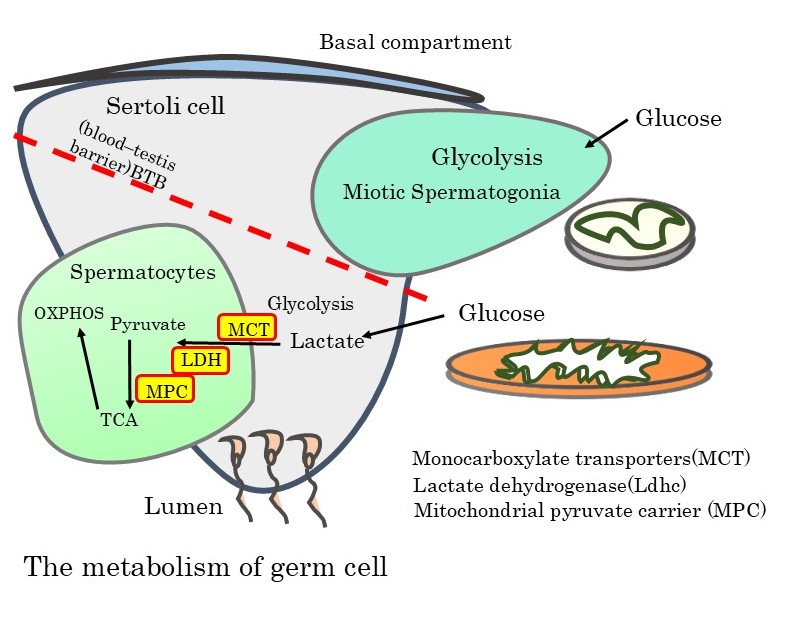 Basal compartment
Sertoli cell
(blood–testis
barrier)BTB
Glucose
Glycolysis
Miotic Spermatogonia
Spermatocytes
OXPHOS
Pyruvate
Glycolysis
MCT
Lactate
Glucose
LDH
MPC
TCA
Monocarboxylate transporters(MCT)
Lactate dehydrogenase(Ldhc)
Mitochondrial pyruvate carrier (MPC)
Lumen
The metabolism of germ cell